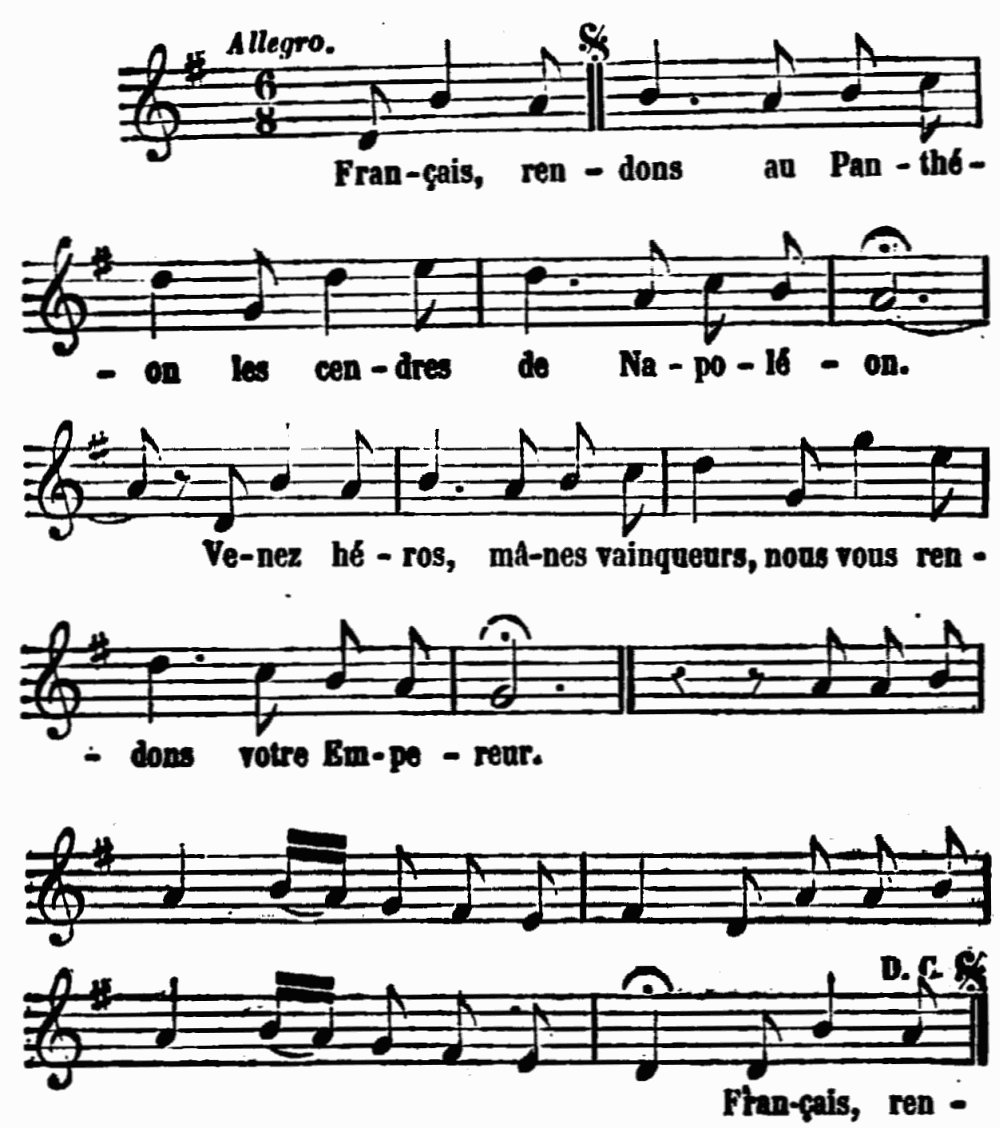 Allegro.
6
8
Fran-çais, ren - dons au Pan - thé -
- on les cen - dres de Na - po - lé - on.
Ve-nez hé - ros, mâ-nes vainqueurs, nous vous ren -
- dons votre Em-pe - reur.
D. C.
Fran-çais, ren -